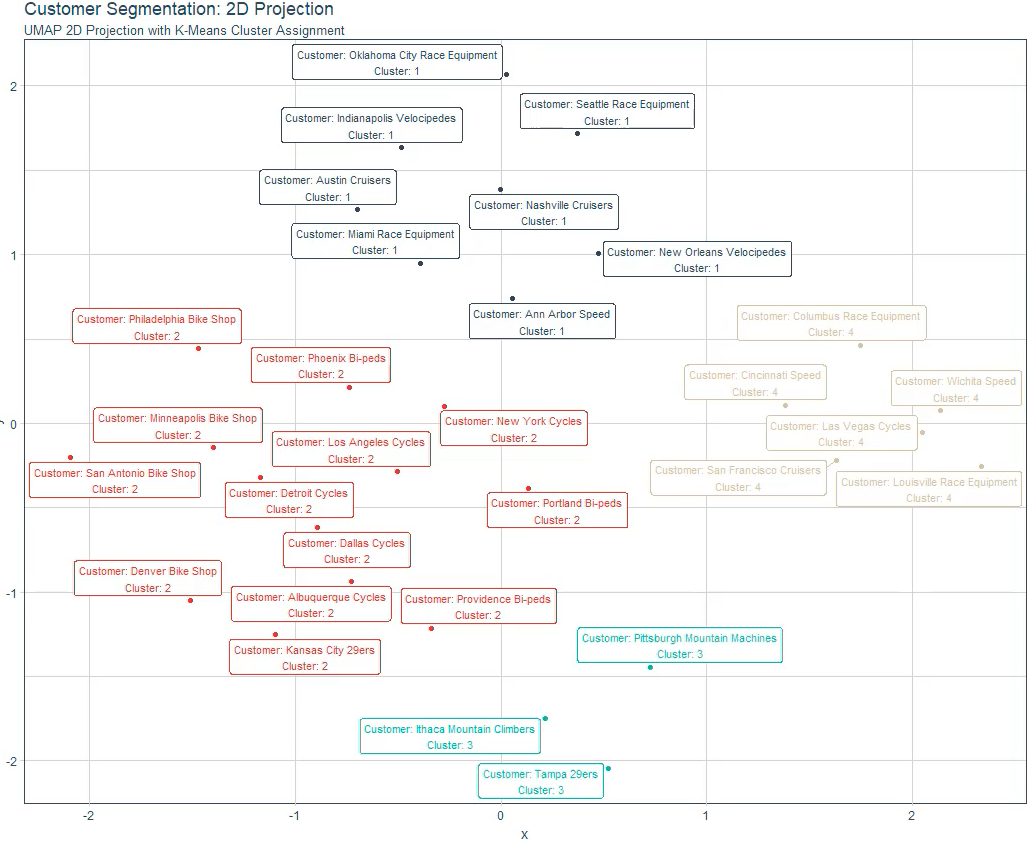 Customer Segmentation: 2D Projection
UMAP 2D Projection with K-Means Cluster Assignment
Customer: Oklahoma City Race Equipment
Cluster: 1
Customer: Seattle Race Equipment
Cluster: 1
Customer: Indianapolis Velocipedes
Cluster: 1
Customer: Austin Cruisers
Cluster: 1
Customer: Nashville Cruisers
Cluster: 1
Customer: Miami Race Equipment
Cluster: 1
Customer: New Orleans Velocipedes
Cluster: 1
Customer: Ann Arbor Speed
Cluster: 1
Customer: Philadelphia Bike Shop
Cluster: 2
Customer: Columbus Race Equipment
Cluster: 4
Customer: Phoenix Bi-peds
Cluster: 2
Customer: Cincinnati Speed
Cluster: 4
Customer: Wichita Speed
Cluster: 4
Customer: Minneapolis Bike Shop
Cluster: 2
Customer: New York Cycles
Cluster: 2
Customer: Las Vegas Cycles
Cluster: 4
Customer: Los Angeles Cycles
Cluster: 2
Customer: San Antonio Bike Shop
Cluster: 2
Customer: San Francisco Cruisers
Cluster: 4
Customer: Louisville Race Equipment
Cluster: 4
Customer: Detroit Cycles
Cluster: 2
Customer: Portland Bi-peds
Cluster: 2
Customer: Dallas Cycles
Cluster: 2
Customer: Denver Bike Shop
Cluster: 2
Customer: Albuquerque Cycles
Cluster: 2
Customer: Providence Bi-peds
Cluster: 2
Customer: Kansas City 29ers
Cluster: 2
Customer: Pittsburgh Mountain Machines
Cluster: 3
Customer: Ithaca Mountain Climbers
Cluster: 3
Customer: Tampa 29ers
Cluster: 3
2
1
0
-1
-2
-2
-1
0
1
2
x